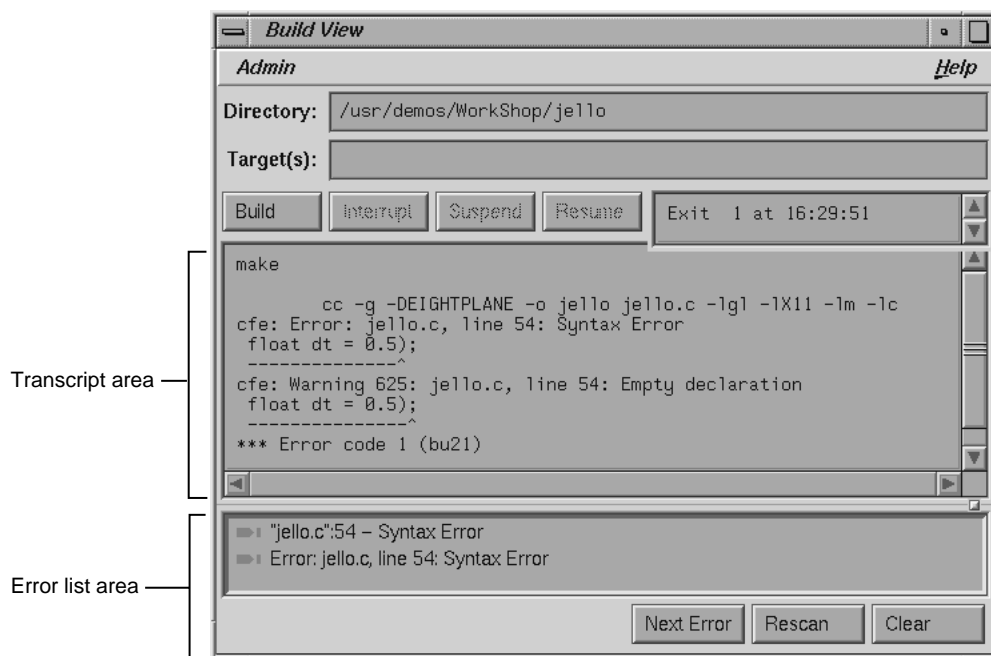 Build View
Admin Help
Directory: /usr/demos/WorkShop/jello
Target(s):
Build Interrupt Suspend Resume Exit 1 at 16:29:51
make
cc -g -DEIGHTPLANE -o jello jello.c -lgl -lX11 -lm -lc
cfe: Error: jello.c, line 54: Syntax Error
float dt = 0.5);
--------------^
cfe: Warning 625: jello.c, line 54: Empty declaration
float dt = 0.5);
---------------^
*** Error code 1 (bu21)
Transcript area
"jello.c":54 – Syntax Error
Error: jello.c, line 54: Syntax Error
Error list area
Next Error Rescan Clear